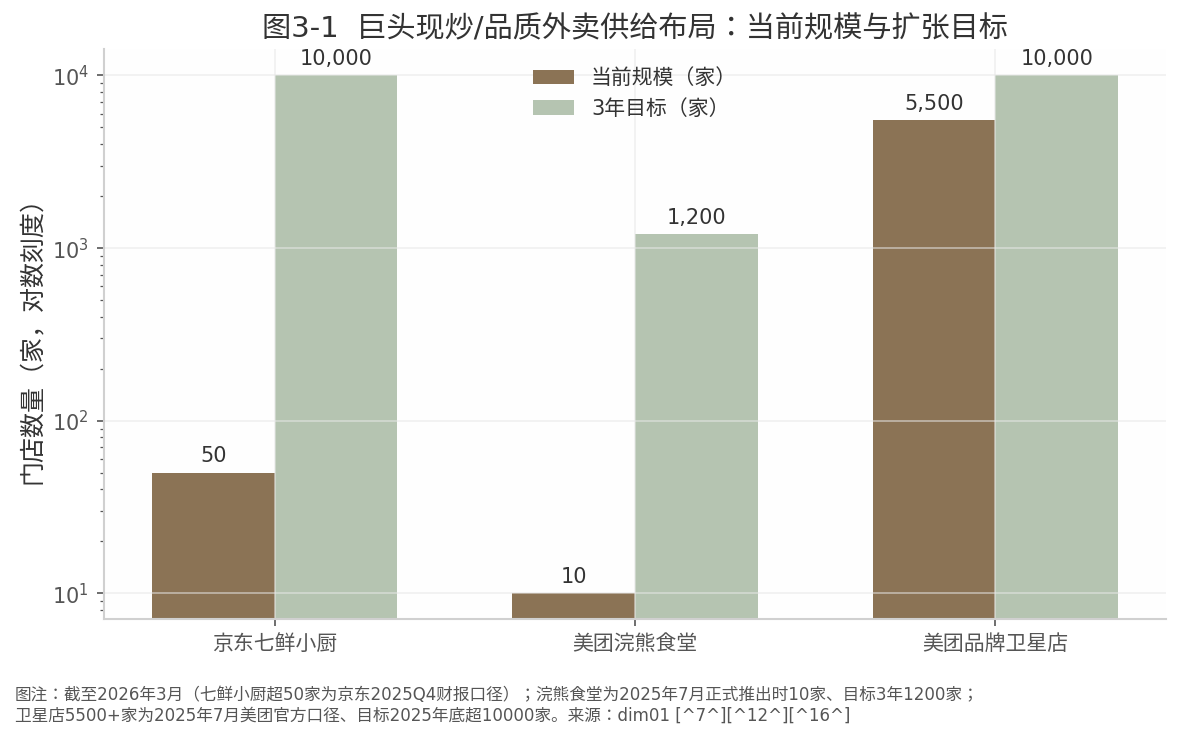 图3-1 巨头现炒/品质外卖供给布局：当前规模与扩张目标
门店数量（家，对数刻度）
10⁴
10³
10²
10¹
当前规模（家）
3年目标（家）
50
10,000
10
1,200
5,500
10,000
京东七鲜小厨
美团浣熊食堂
美团品牌卫星店
图注：截至2026年3月（七鲜小厨超50家为京东2025Q4财报口径）；浣熊食堂为2025年7月正式推出时10家、目标3年1200家；
卫星店5500+家为2025年7月美团官方口径、目标2025年底超10000家。来源：dim01 [^7^][^12^][^16^]